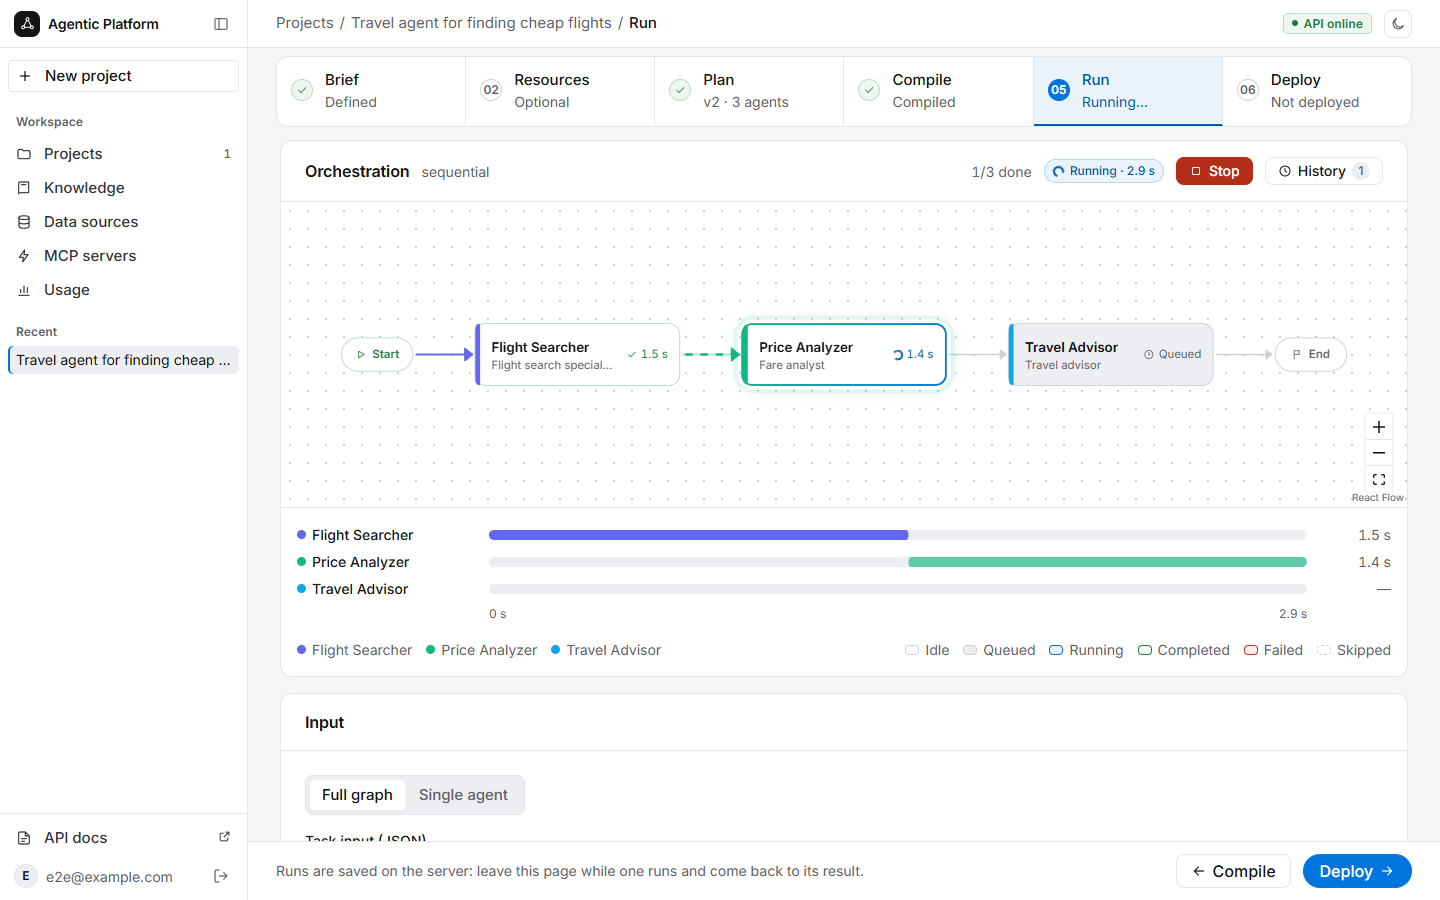 Agentic Platform
Projects / Travel agent for finding cheap flights / Run
API online
New project
Workspace
Projects 1
Knowledge
Data sources
MCP servers
Usage
Recent
Travel agent for finding cheap ...
API docs
E e2e@example.com
Brief
Defined
02 Resources
Optional
Plan
v2 · 3 agents
Compile
Compiled
05 Run
Running...
06 Deploy
Not deployed
Orchestration sequential
1/3 done
Running · 2.9 s
Stop
History 1
Start
Flight Searcher
Flight search special...
1.5 s
Price Analyzer
Fare analyst
1.4 s
Travel Advisor
Travel advisor
Queued
End
React Flow
Flight Searcher 1.5 s
Price Analyzer 1.4 s
Travel Advisor —
0 s 2.9 s
Flight Searcher Price Analyzer Travel Advisor
Idle Queued Running Completed Failed Skipped
Input
Full graph Single agent
Task input (JSON)
Runs are saved on the server: leave this page while one runs and come back to its result.
Compile
Deploy